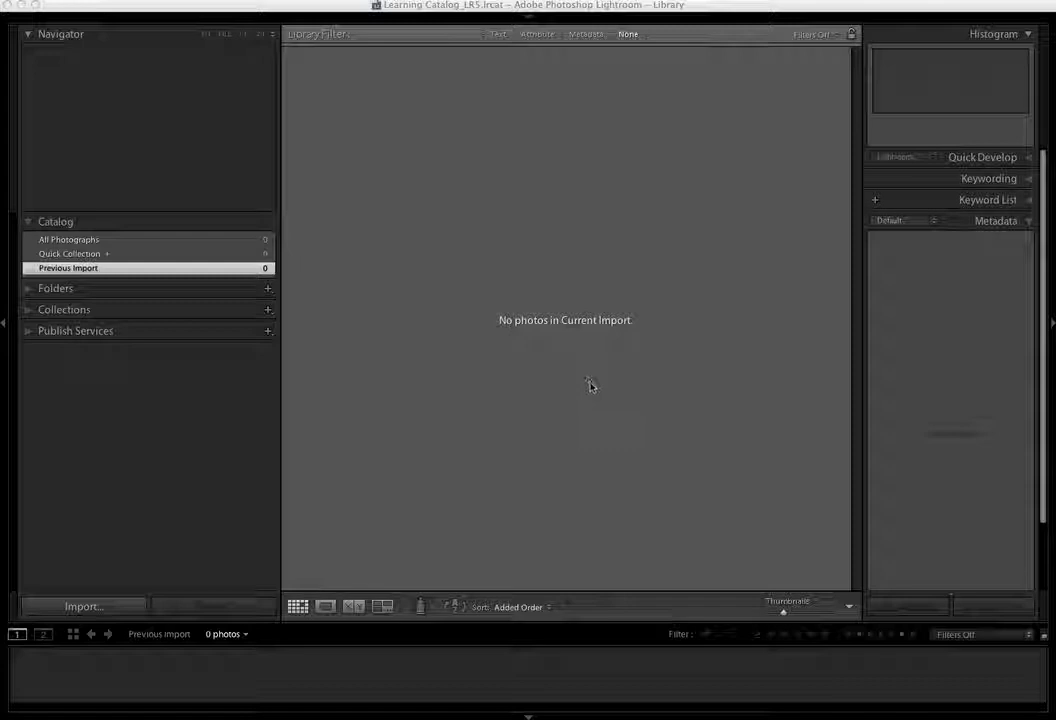 Learning Catalog_LR5.lrcat – Adobe Photoshop Lightroom – Library
Navigator
Library Filter:
Text
Attribute
Metadata
None
Filters Off
Histogram
Quick Develop
Keywording
+ Keyword List
Default
Metadata
Catalog
All Photographs 0
Quick Collection + 0
Previous Import 0
Folders +
Collections +
Publish Services +
No photos in Current Import.
Import...
XY
Sort: Added Order
Thumbnails
1
2
Previous Import
0 photos
Filter:
Filters Off